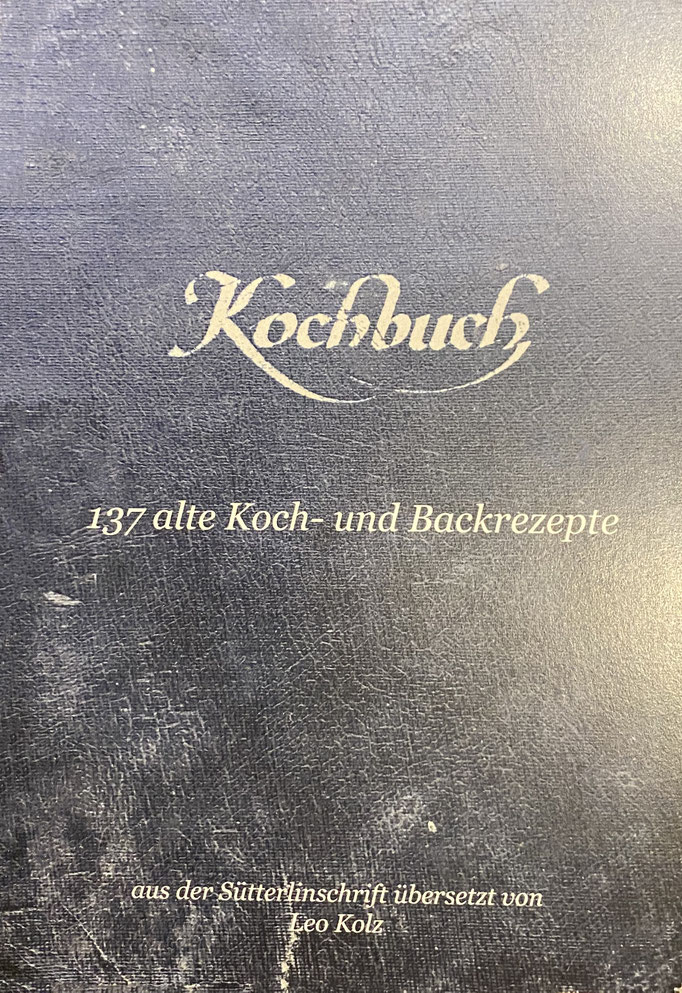 Kochbuch
137 alte Koch- und Backrezepte
aus der Sütterlinschrift übersetzt von
Leo Kolz